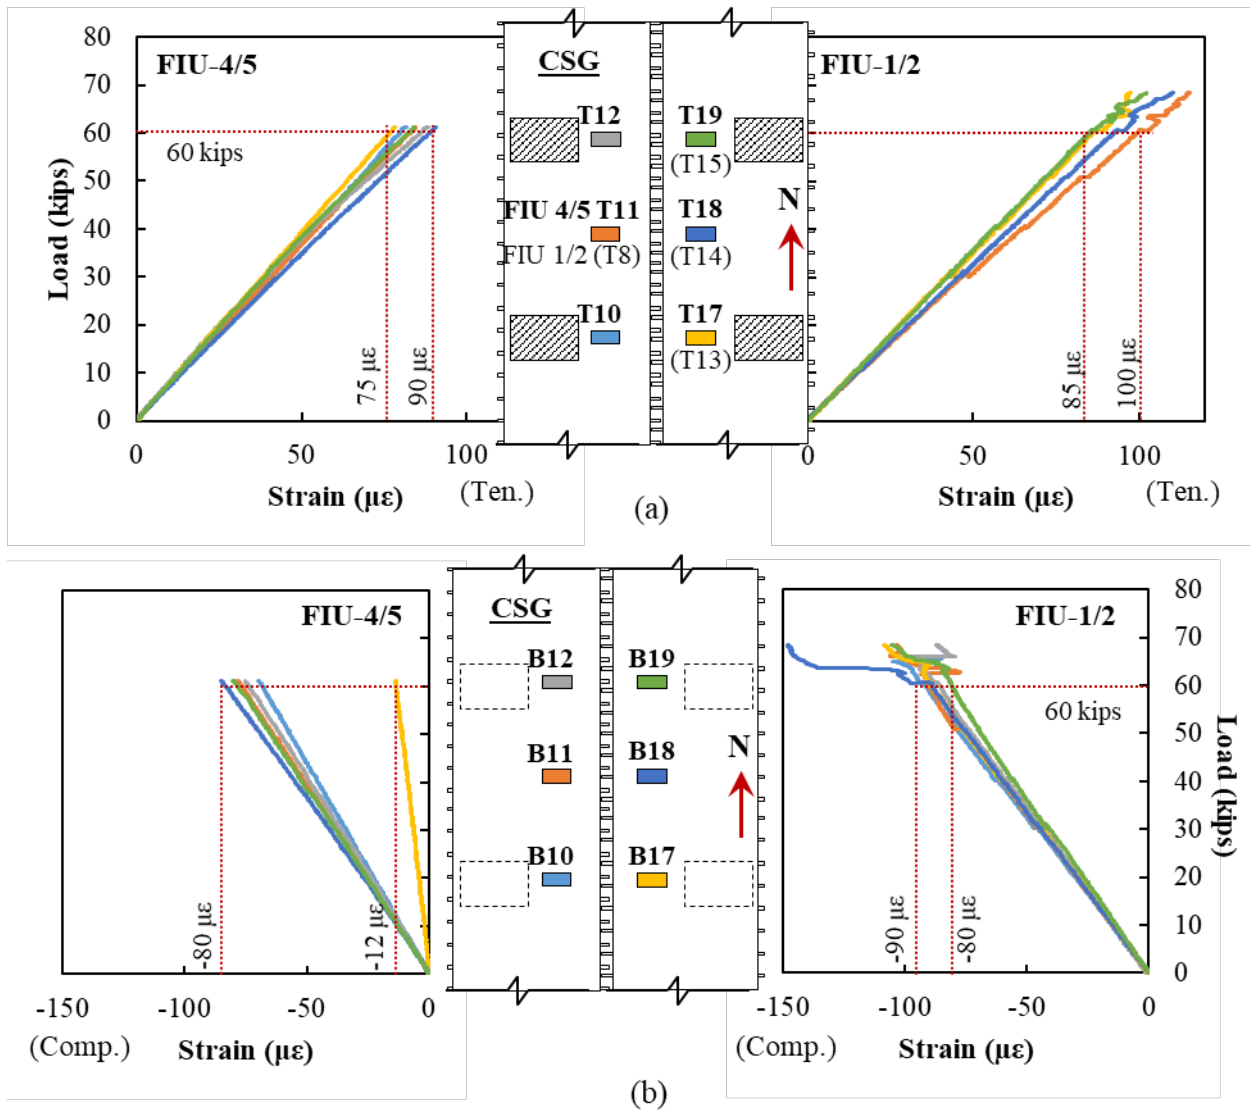 FIU-4/5
80
70
60
50
40
30
20
10
0
Load (kips)
60 kips
75 µε
90 µε
0
50
100
Strain (µε)
(Ten.)
CSG
T12
T19
(T15)
FIU 4/5 T11
FIU 1/2 (T8)
T18
(T14)
N
T10
T17
(T13)
(a)
FIU-1/2
85 µε
100 µε
0
50
100
Strain (µε)
(Ten.)
FIU-4/5
-80 µε
-12 µε
-150
-100
-50
0
(Comp.)
Strain (µε)
CSG
B12
B19
B11
B18
N
B10
B17
(b)
FIU-1/2
80
70
60
50
40
30
20
10
0
Load (kips)
60 kips
-90 µε
-80 µε
-150
-100
-50
0
(Comp.)
Strain (µε)